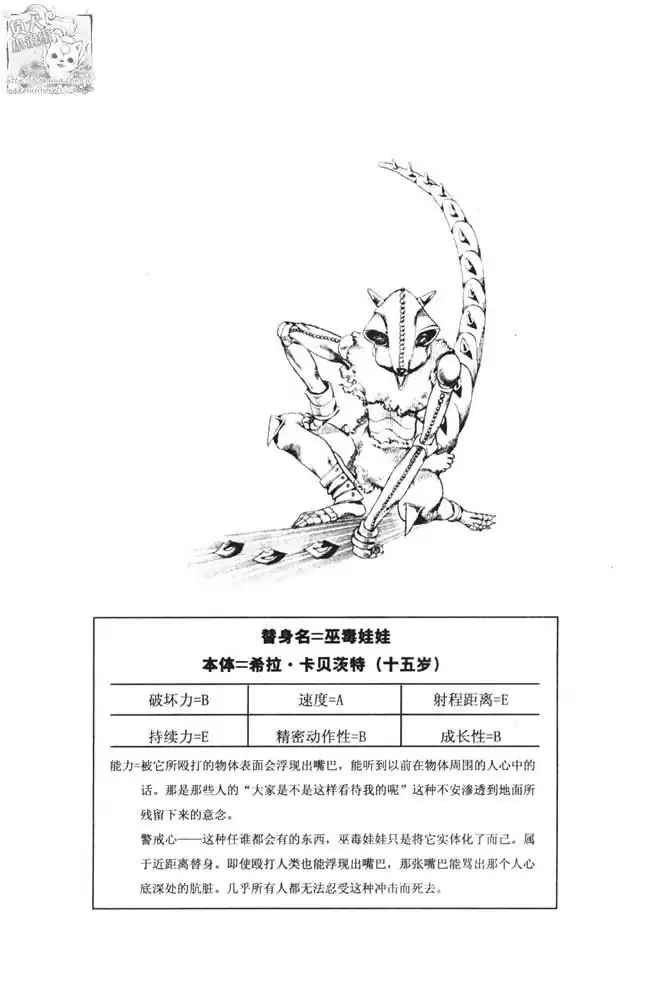 替身名=巫毒娃娃
本体=希拉·卡贝茨特（十五岁）
破坏力=B 速度=A 射程距离=E
持续力=E 精密动作性=B 成长性=B
能力=被它所殴打的物体表面会浮现出嘴巴，能听到以前在物体周围的人心中的
话。那是那些人的“大家是不是这样看待我的呢”这种不安渗透到地面所
残留下来的意念。
警戒心——这种任谁都会有的东西，巫毒娃娃只是将它实体化了而已。属
于近距离替身。即使殴打人类也能浮现出嘴巴，那张嘴巴能骂出那个人心
底深处的肮脏。几乎所有人都无法忍受这种冲击而死去。